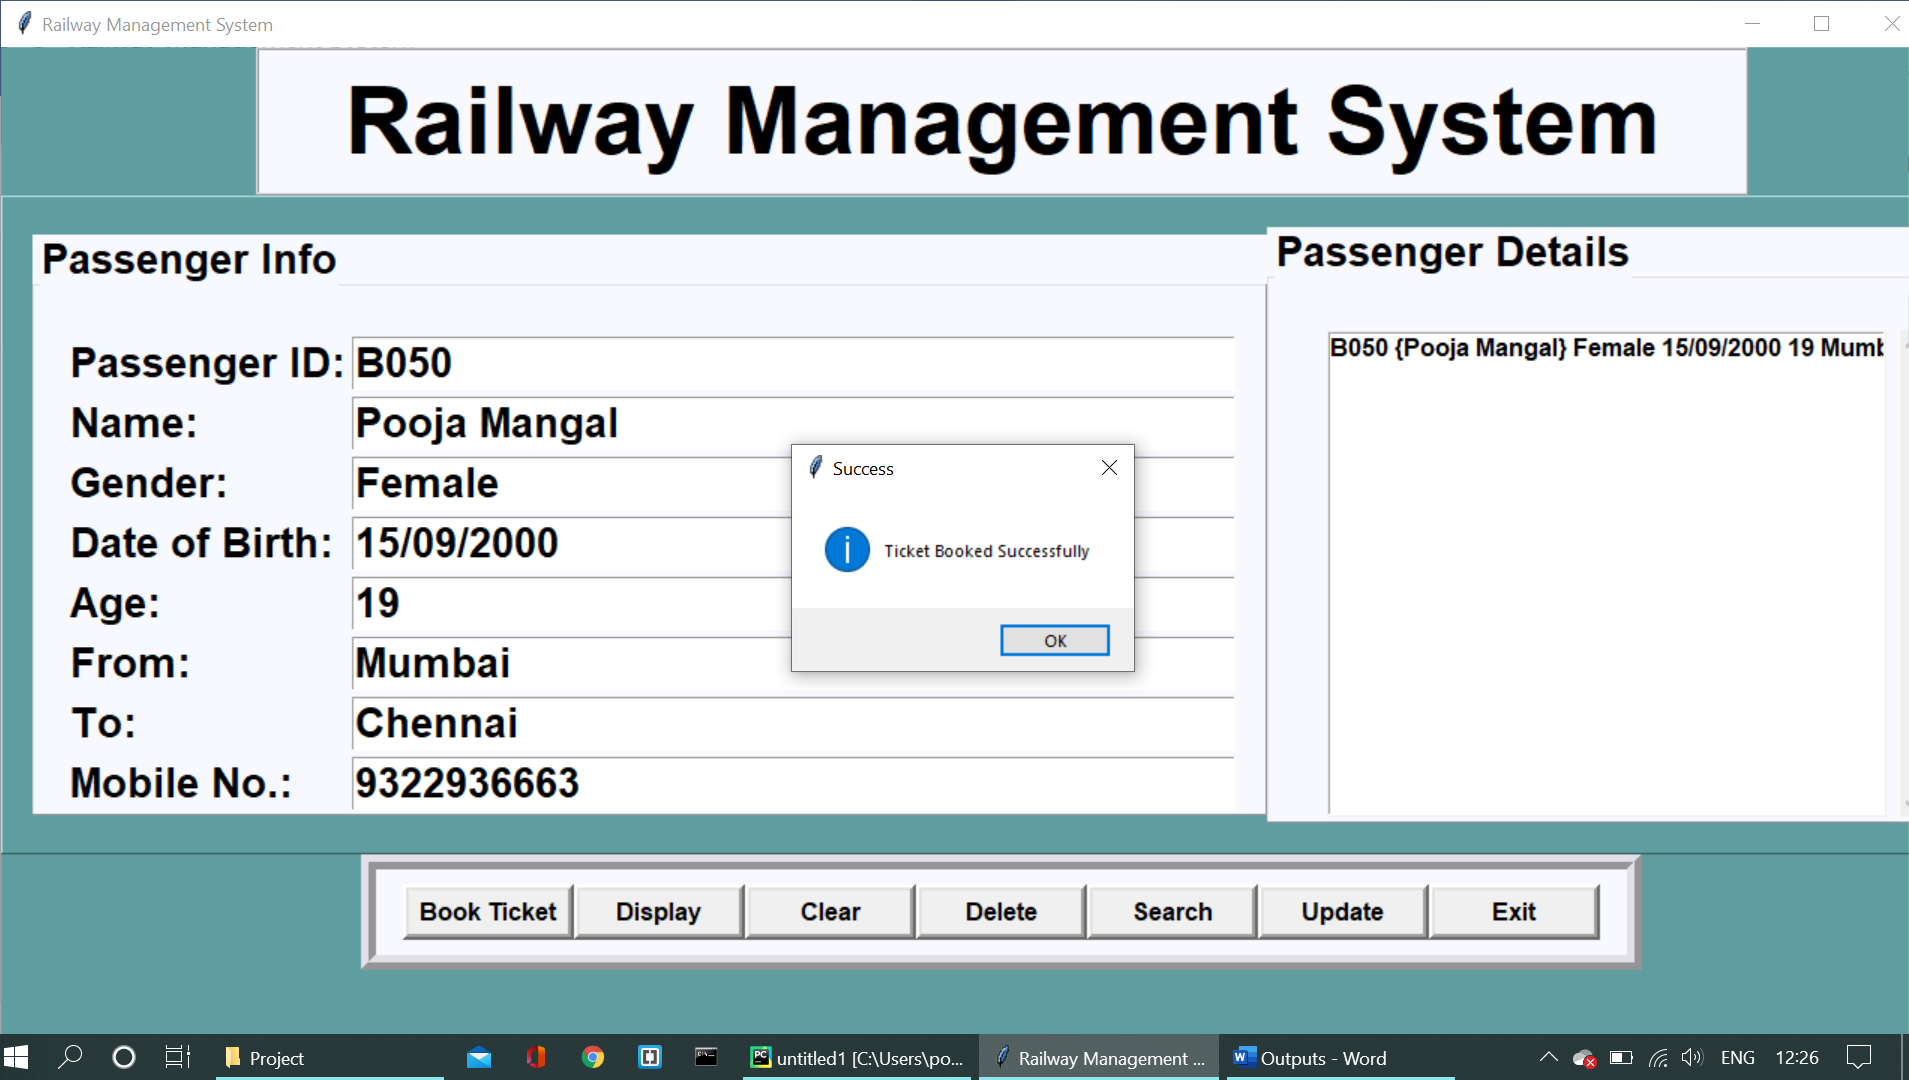 Railway Management System
Railway Management System
Passenger Info
Passenger ID: B050
Name: Pooja Mangal
Gender: Female
Date of Birth: 15/09/2000
Age: 19
From: Mumbai
To: Chennai
Mobile No.: 9322936663
Passenger Details
B050 {Pooja Mangal} Female 15/09/2000 19 Mumb
Success
Ticket Booked Successfully
OK
Book Ticket Display Clear Delete Search Update Exit
Project
untitled1 [C:\Users\po...
Railway Management ...
Outputs - Word
ENG 12:26